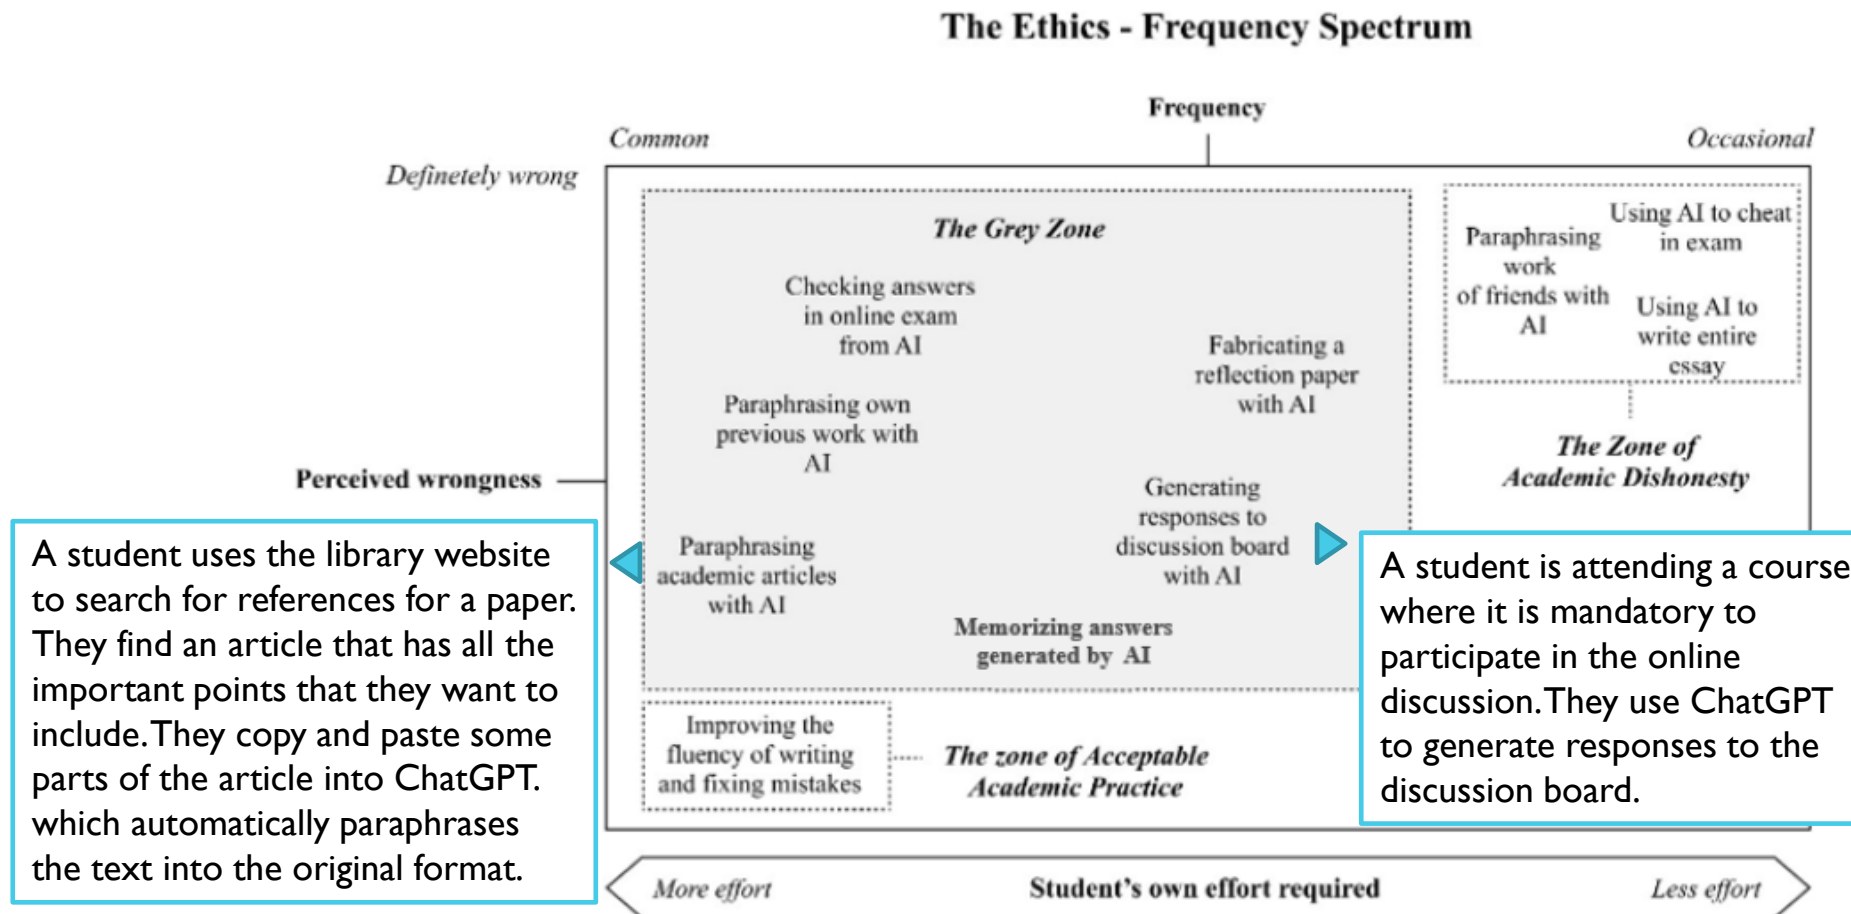 The Ethics - Frequency Spectrum
Frequency
Common
Occasional
Definetely wrong
The Grey Zone
Checking answers
in online exam
from AI
Paraphrasing own
previous work with
AI
Paraphrasing
academic articles
with AI
Fabricating a
reflection paper
with AI
Generating
responses to
discussion board
with AI
Memorizing answers
generated by AI
Paraphrasing
work
of friends with
AI
Using AI to cheat
in exam
Using AI to
write entire
essay
The Zone of
Academic Dishonesty
Perceived wrongness
A student uses the library website
to search for references for a paper.
They find an article that has all the
important points that they want to
include. They copy and paste some
parts of the article into ChatGPT.
which automatically paraphrases
the text into the original format.
A student is attending a course
where it is mandatory to
participate in the online
discussion. They use ChatGPT
to generate responses to the
discussion board.
Improving the
fluency of writing
and fixing mistakes
The zone of Acceptable
Academic Practice
More effort
Student's own effort required
Less effort